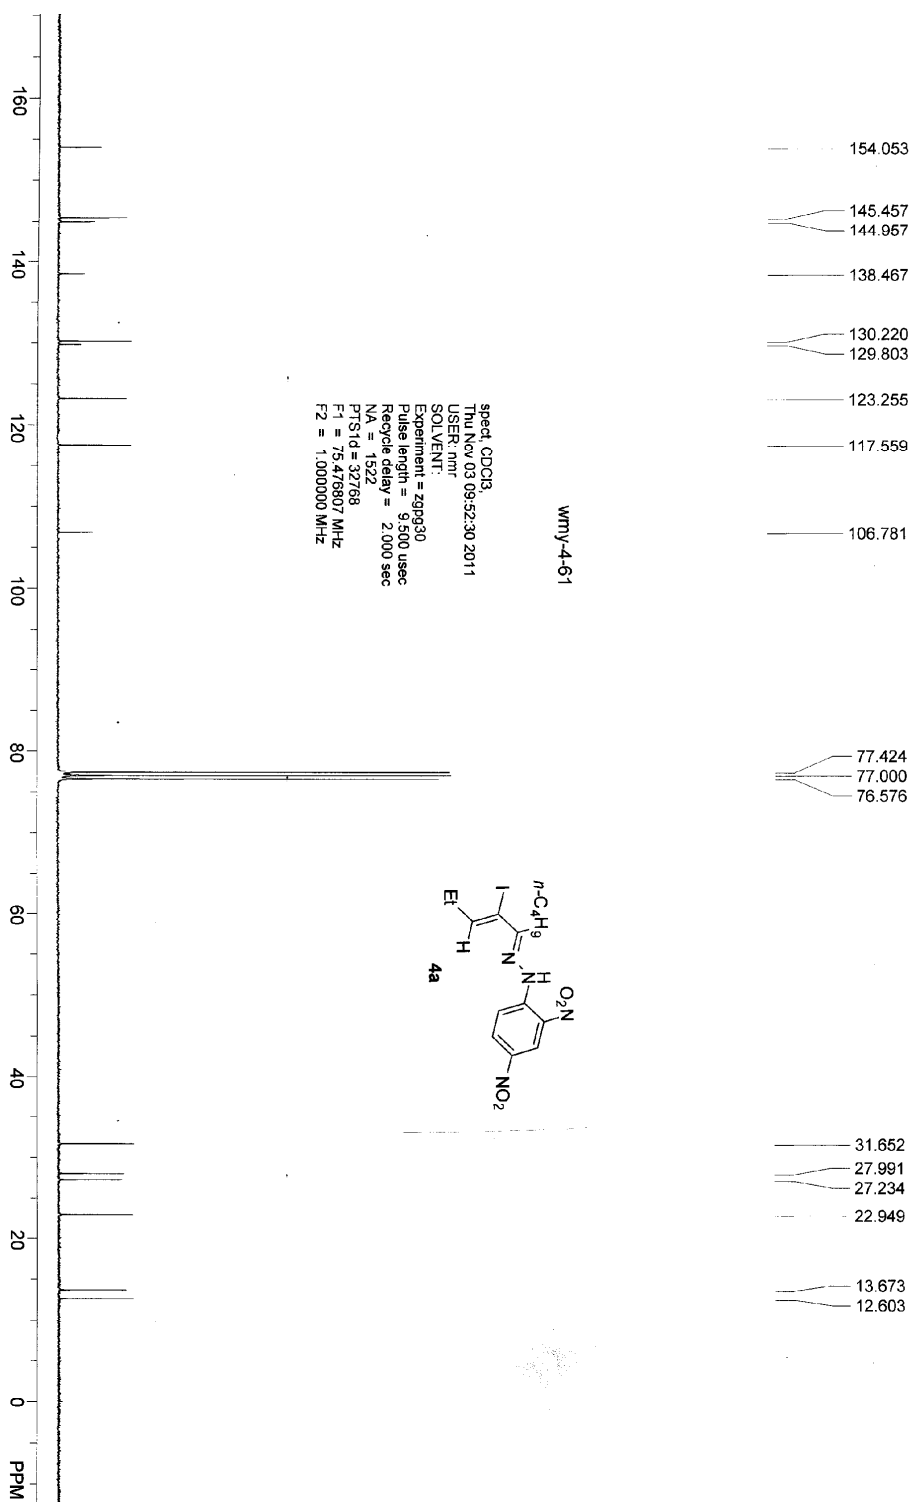 154.053
145.457
144.957
138.467
130.220
129.803
123.255
117.559
106.781
77.424
77.000
76.576
31.652
27.991
27.234
22.949
13.673
12.603
wmy-4-61
spect, CDCl3,
Thu Nov 03 09:52:30 2011
USER: nmr
SOLVENT:
Experiment = zgpg30
Pulse length = 9.500 usec
Recycle delay = 2.000 sec
NA = 1522
PTS1d = 32768
F1 = 75.476807 MHz
F2 = 1.000000 MHz
n-C4H9
O2N
I
H
N
N
Et
H
NO2
4a
160
140
120
100
80
60
40
20
0
PPM